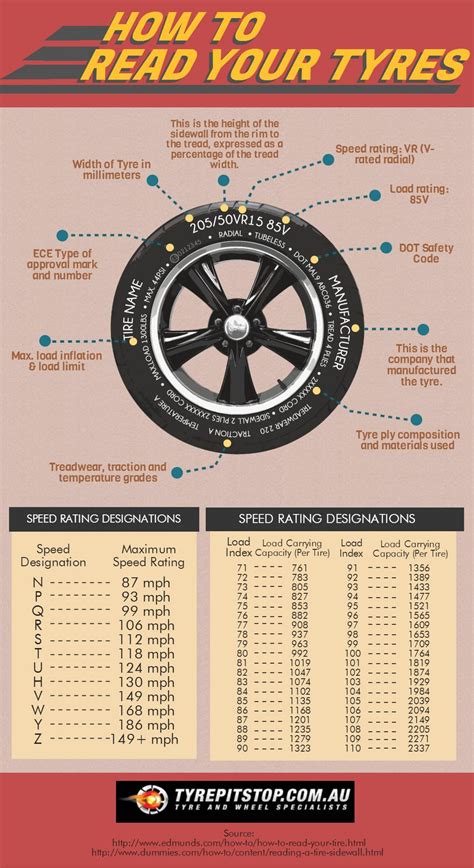 HOW TO
READ YOUR TYRES
This is the height of the
sidewall from the rim to
the tread, expressed as a
percentage of the tread
width.
Width of Tyre in
millimeters
Speed rating: VR (V-
rated radial)
Load rating:
85V
ECE Type of
approval mark
and number
DOT Safety
Code
Max. load inflation
& load limit
This is the
company that
manufactured
the tyre.
Treadwear, traction and
temperature grades
Tyre ply composition
and materials used
205/50VR15 85V
RADIAL • TUBELESS •
DOT MAL9 ABC035 •
MANUFACTURER
TREAD 4 PLIES 2XXXXX CORD
SIDEWALL 2 PLIES 2XXXXX CORD
TREADWEAR 220
TRACTION A
TEMPERATURE A
TIRE NAME
MAX.LOAD / 1300LBS • MAX 44PSI •
SPEED RATING DESIGNATIONS
Speed Designation Maximum Speed Rating
N ------- 87 mph
P ------- 93 mph
Q ------- 99 mph
R ------- 106 mph
S ------- 112 mph
T ------- 118 mph
U ------- 124 mph
H ------- 130 mph
V ------- 149 mph
W ------- 168 mph
Y ------- 186 mph
Z ------- 149+ mph
SPEED RATING DESIGNATIONS
Load Index Load Carrying Capacity (Per Tire) Load Index Load Carrying Capacity (Per Tire)
71 ---- 761 91 ---- 1356
72 ---- 783 92 ---- 1389
73 ---- 805 93 ---- 1433
74 ---- 827 94 ---- 1477
75 ---- 853 95 ---- 1521
76 ---- 882 96 ---- 1565
77 ---- 908 97 ---- 1609
78 ---- 937 98 ---- 1653
79 ---- 963 99 ---- 1709
80 ---- 992 100 ---- 1764
81 ---- 1019 101 ---- 1819
82 ---- 1047 102 ---- 1874
83 ---- 1074 103 ---- 1929
84 ---- 1102 104 ---- 1984
85 ---- 1135 105 ---- 2039
86 ---- 1168 106 ---- 2094
87 ---- 1201 107 ---- 2149
88 ---- 1235 108 ---- 2205
89 ---- 1279 109 ---- 2271
90 ---- 1323 110 ---- 2337
TYREPITSTOP.COM.AU
TYRE AND WHEEL SPECIALISTS
Source:
http://www.edmunds.com/how-to/how-to-read-your-tire.html
http://www.dummies.com/how-to/content/reading-a-tire-sidewall.html